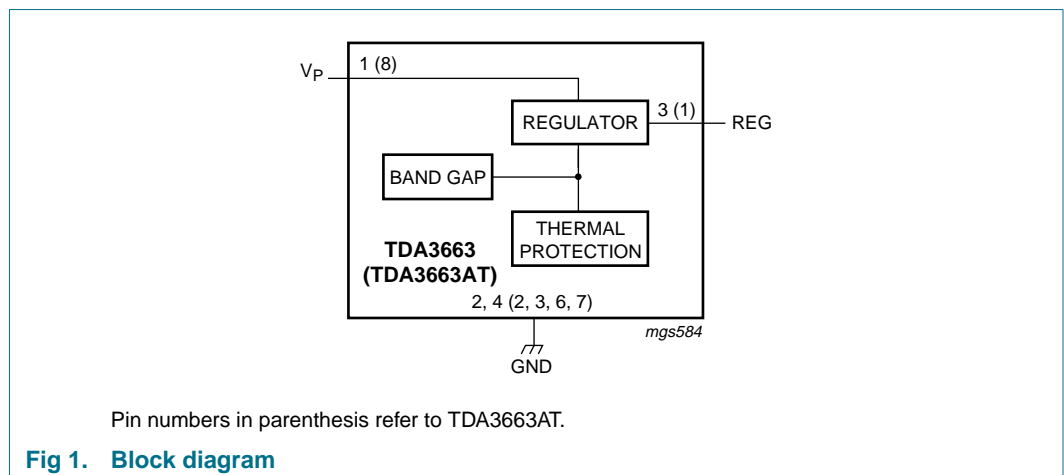 V_P
1 (8)
REGULATOR
3 (1)
REG
BAND GAP
THERMAL
PROTECTION
TDA3663
(TDA3663AT)
2, 4 (2, 3, 6, 7)
mgs584
GND
Pin numbers in parenthesis refer to TDA3663AT.
Fig 1. Block diagram